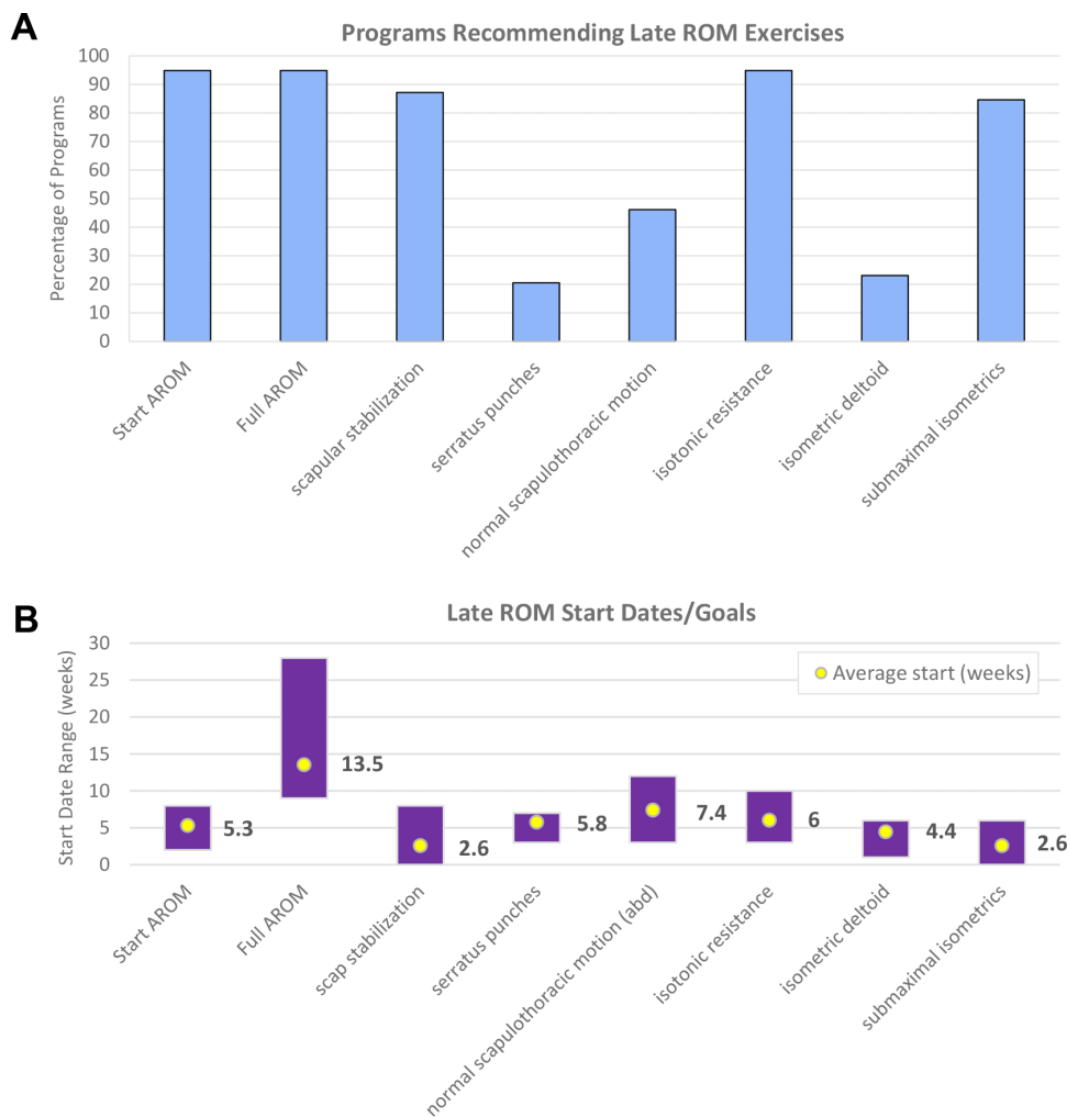 A
Programs Recommending Late ROM Exercises
Percentage of Programs
100
90
80
70
60
50
40
30
20
10
0
Start AROM
Full AROM
scapular stabilization
serratus punches
normal scapulothoracic motion
isotonic resistance
isometric deltoid
submaximal isometrics
B
Late ROM Start Dates/Goals
Start Date Range (weeks)
30
25
20
15
10
5
0
Average start (weeks)
5.3
13.5
2.6
5.8
7.4
6
4.4
2.6
Start AROM
Full AROM
scap stabilization
serratus punches
normal scapulothoracic motion (abd)
isotonic resistance
isometric deltoid
submaximal isometrics